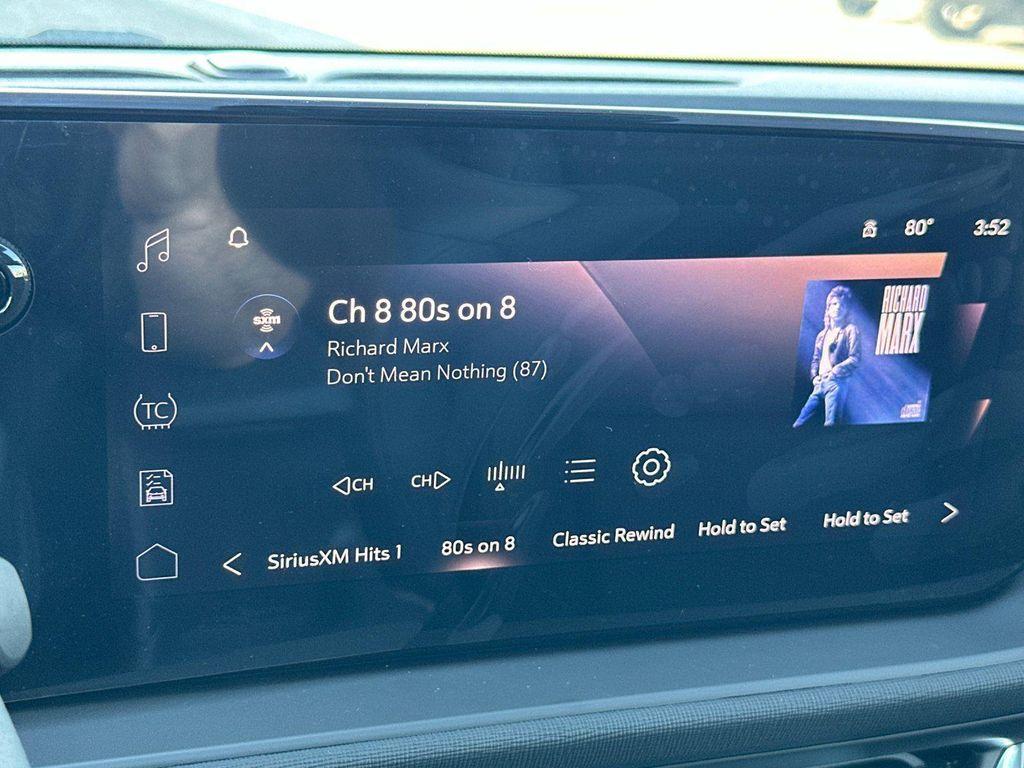 80° 3:52
sxm
Ch 8 80s on 8
Richard Marx
Don't Mean Nothing (87)
RICHARD
MARX
TC
CH CH
SiriusXM Hits 1 80s on 8 Classic Rewind Hold to Set Hold to Set